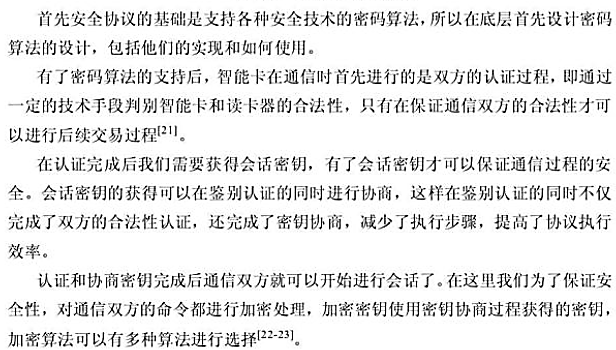 首先安全协议的基础是支持各种安全技术的密码算法，所以在底层首先设计密码
算法的设计，包括他们的实现和如何使用。
有了密码算法的支持后，智能卡在通信时首先进行的是双方的认证过程，即通过
一定的技术手段判别智能卡和读卡器的合法性，只有在保证通信双方的合法性才可
以进行后续交易过程[21]。
在认证完成后我们需要获得会话密钥，有了会话密钥才可以保证通信过程的安
全。会话密钥的获得可以在鉴别认证的同时进行协商，这样在鉴别认证的同时不仅
完成了双方的合法性认证，还完成了密钥协商，减少了执行步骤，提高了协议执行
效率。
认证和协商密钥完成后通信双方就可以开始进行会话了。在这里我们为了保证安
全性，对通信双方的命令都进行加密处理，加密密钥使用密钥协商过程获得的密钥，
加密算法可以有多种算法进行选择[22-23]。